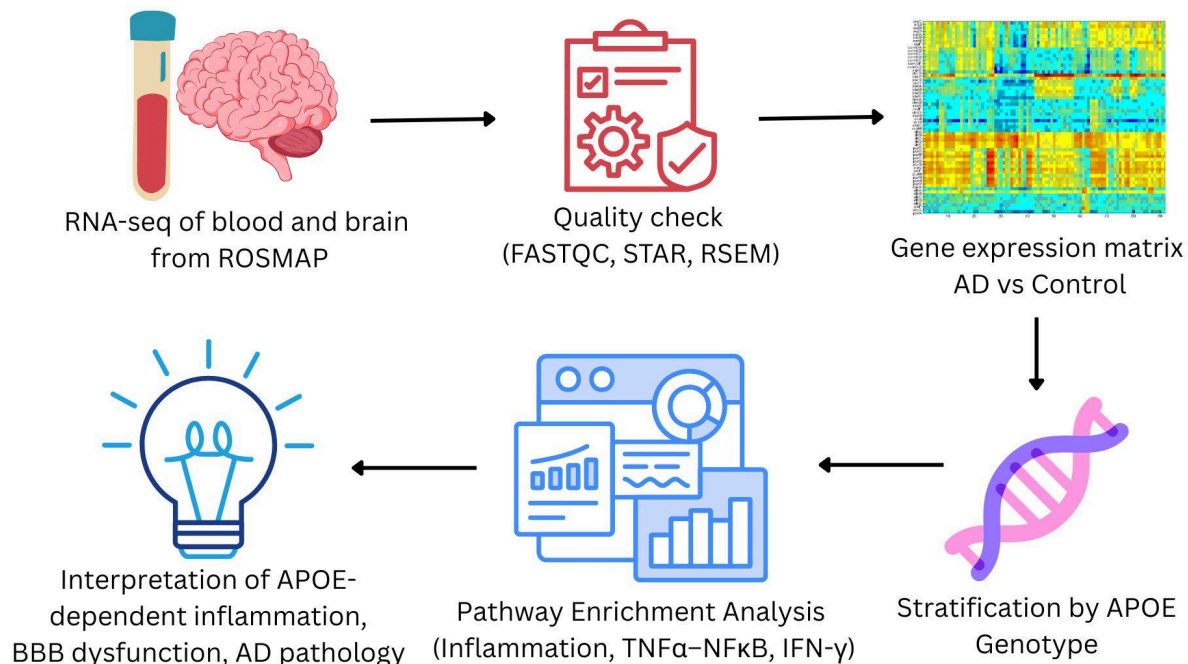 RNA-seq of blood and brain
from ROSMAP
Quality check
(FASTQC, STAR, RSEM)
Gene expression matrix
AD vs Control
Stratification by APOE
Genotype
Pathway Enrichment Analysis
(Inflammation, TNFα–NFκB, IFN-γ)
Interpretation of APOE-
dependent inflammation,
BBB dysfunction, AD pathology